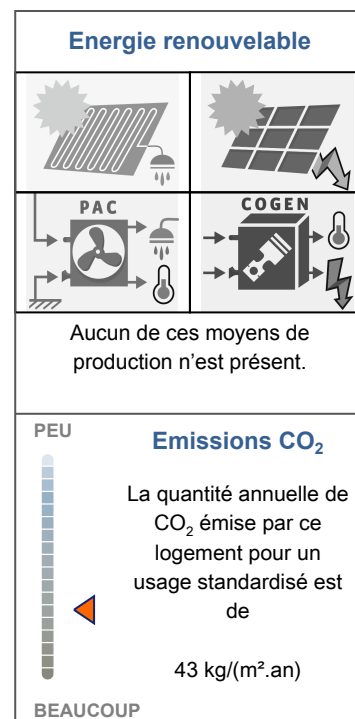 Energie renouvelable
PAC
COGEN
Aucun de ces moyens de
production n'est présent.
PEU
Emissions CO₂
La quantité annuelle de
CO₂ émise par ce
logement pour un
usage standardisé est
de
43 kg/(m².an)
BEAUCOUP